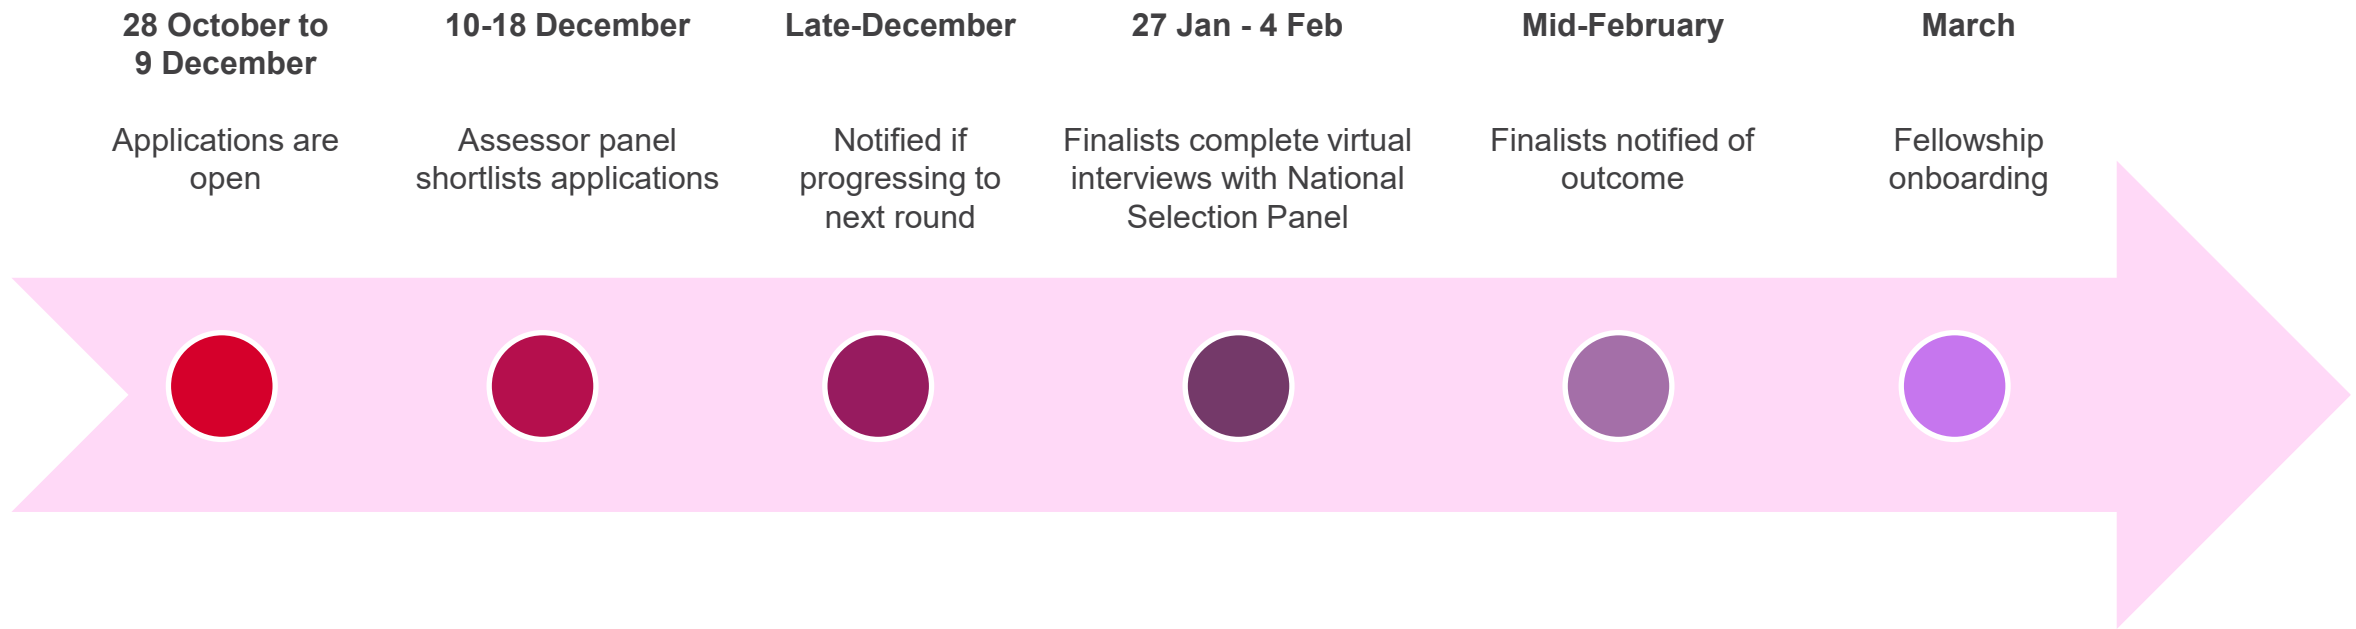 28 October to
9 December
Applications are
open
10-18 December
Assessor panel
shortlists applications
Late-December
Notified if
progressing to
next round
27 Jan - 4 Feb
Finalists complete virtual
interviews with National
Selection Panel
Mid-February
Finalists notified of
outcome
March
Fellowship
onboarding